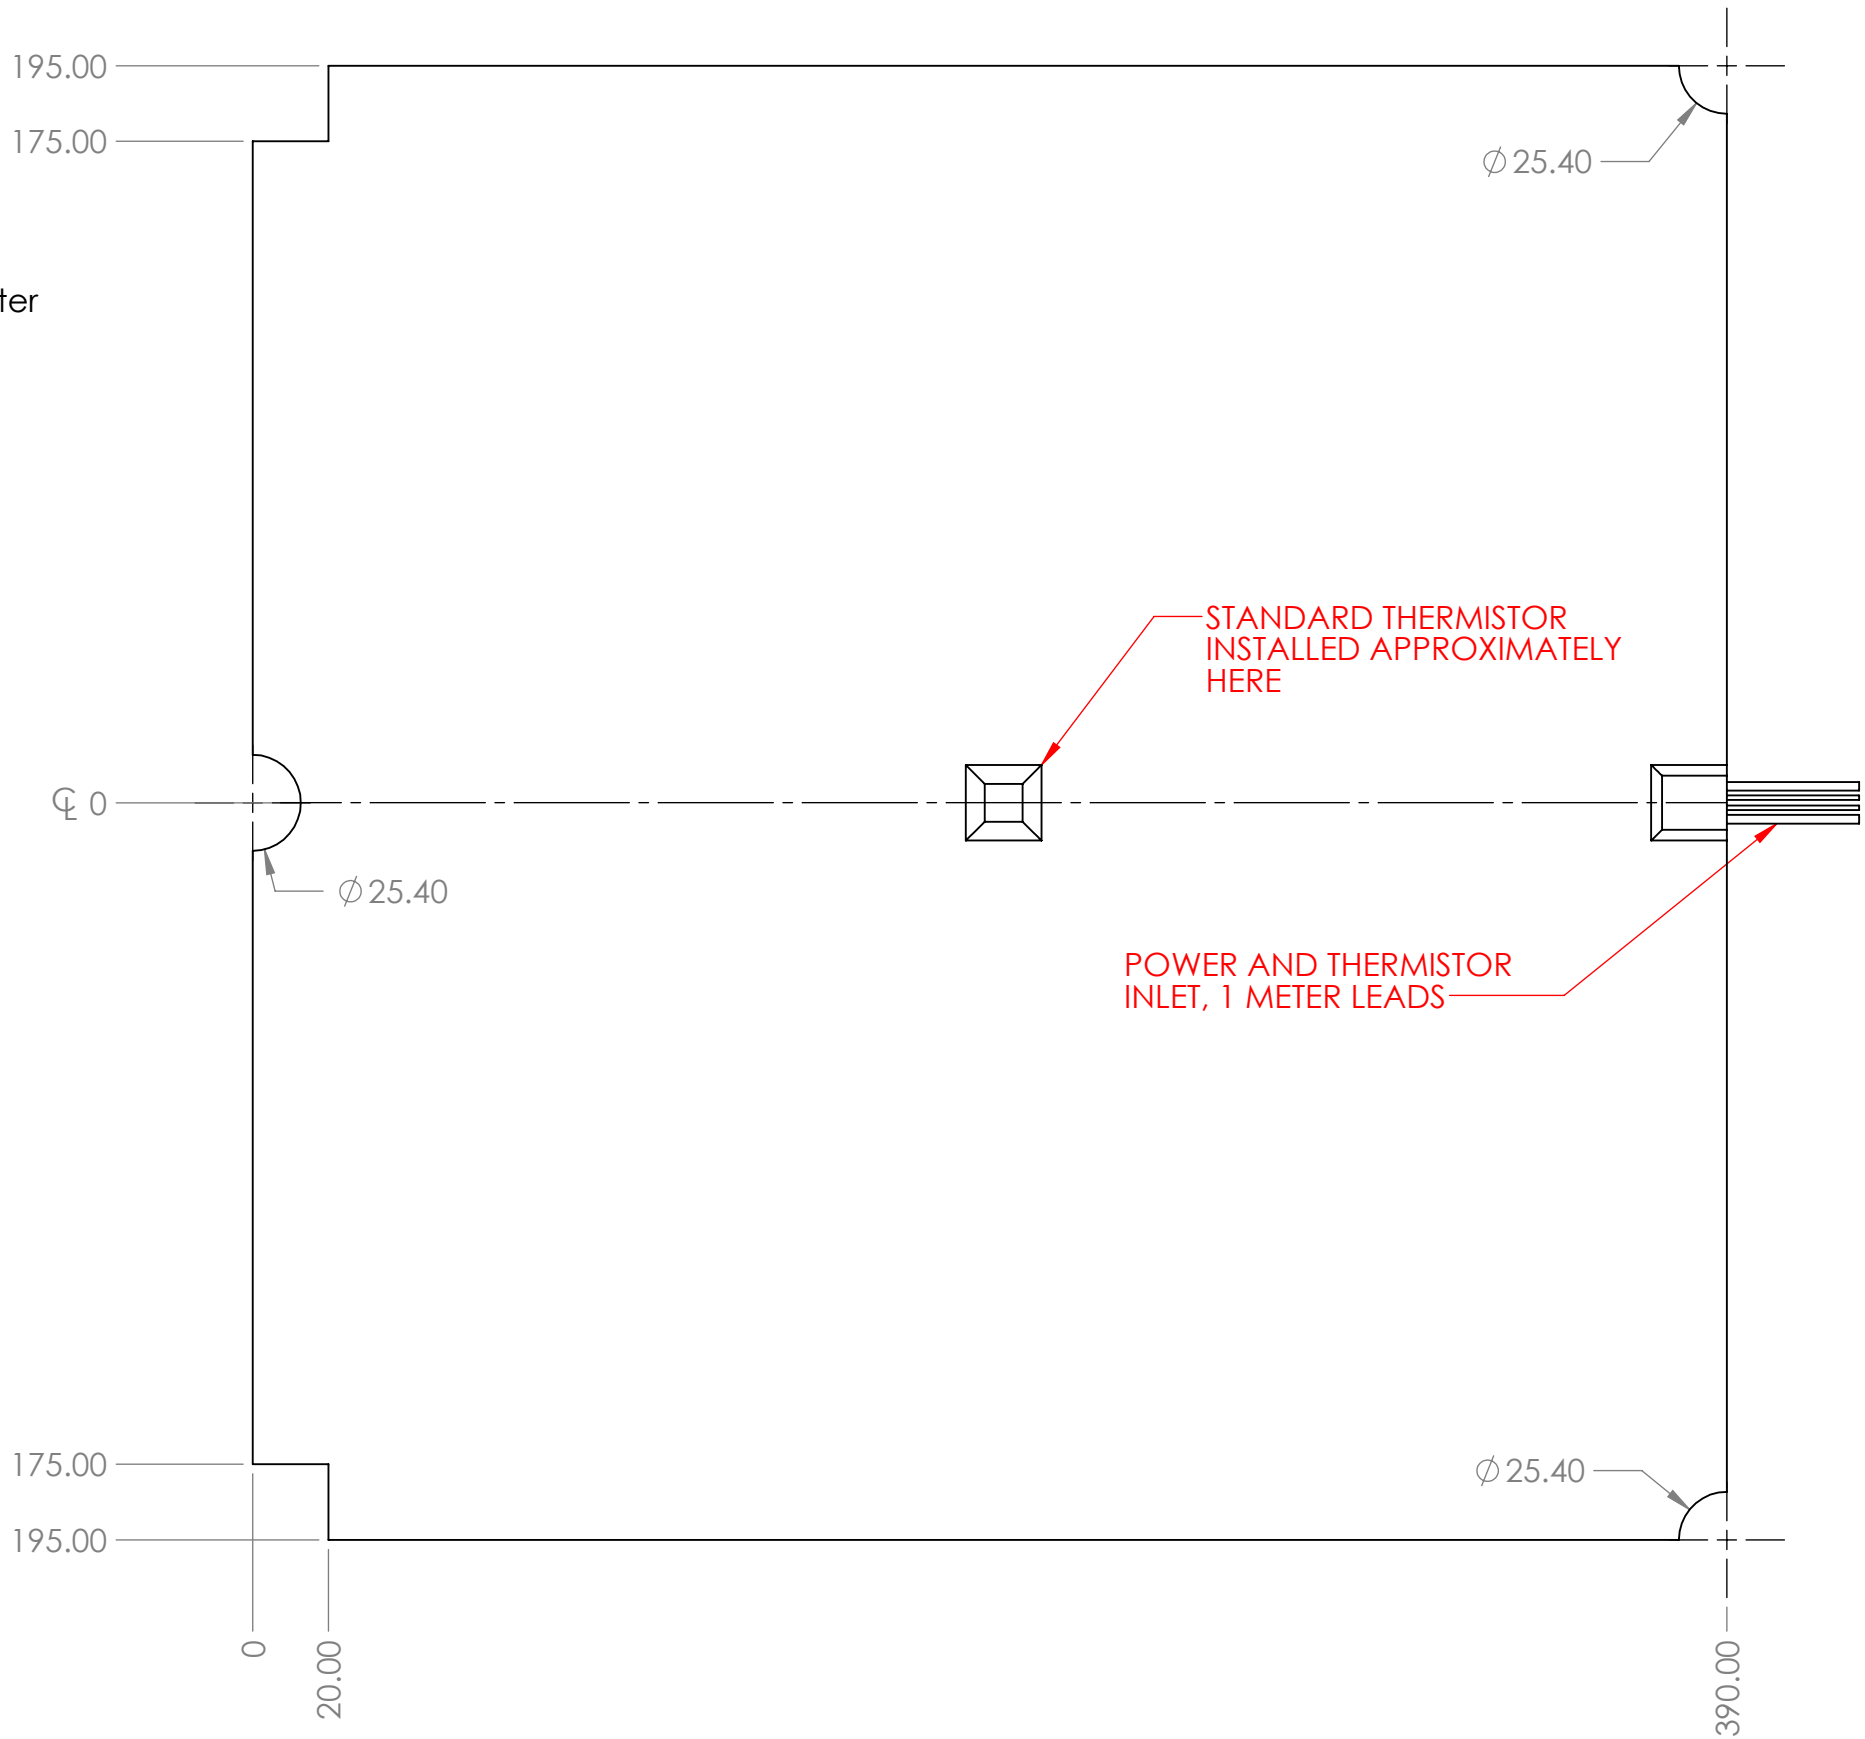 195.00
175.00
⌀25.40
ter
STANDARD THERMISTOR
INSTALLED APPROXIMATELY
HERE
℄ 0
⌀25.40
POWER AND THERMISTOR
INLET, 1 METER LEADS
175.00
⌀25.40
195.00
0
20.00
390.00